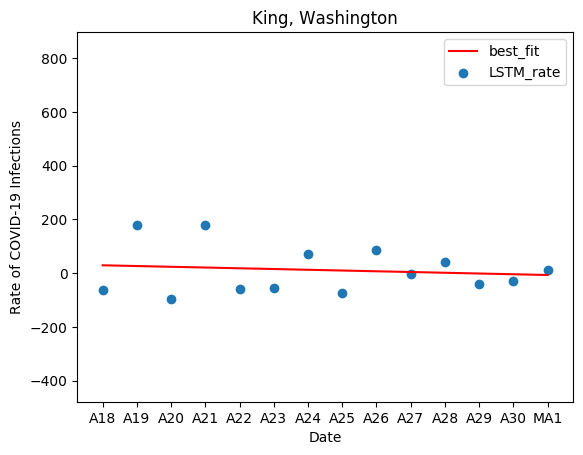 King, Washington
best_fit
LSTM_rate
Rate of COVID-19 Infections
800
600
400
200
0
−200
−400
A18 A19 A20 A21 A22 A23 A24 A25 A26 A27 A28 A29 A30 MA1
Date